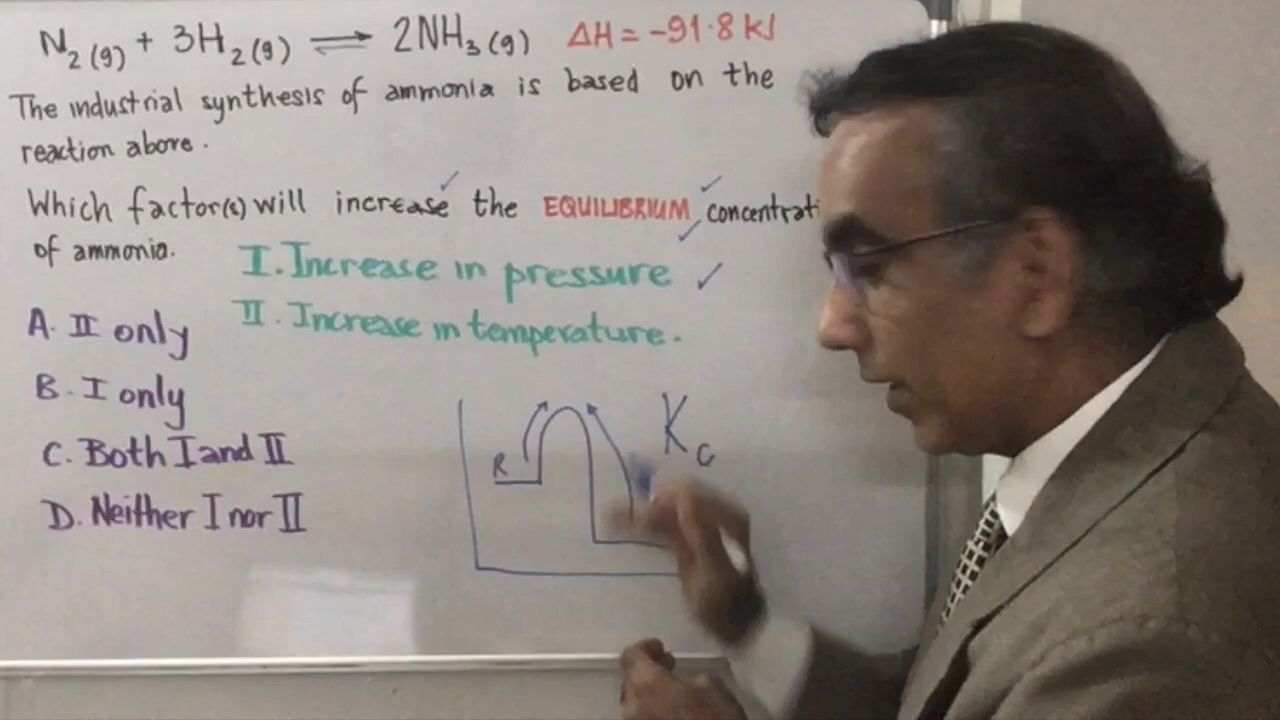 N₂(g) + 3H₂(g) ⇌ 2NH₃(g) ΔH = -91.8 kJ
The industrial synthesis of ammonia is based on the
reaction above.
Which factor(s) will increase the EQUILIBRIUM concentrati
of ammonia.
I. Increase in pressure ✓
II. Increase in temperature.
A. II only
B. I only
C. Both I and II
D. Neither I nor II
R
Kc